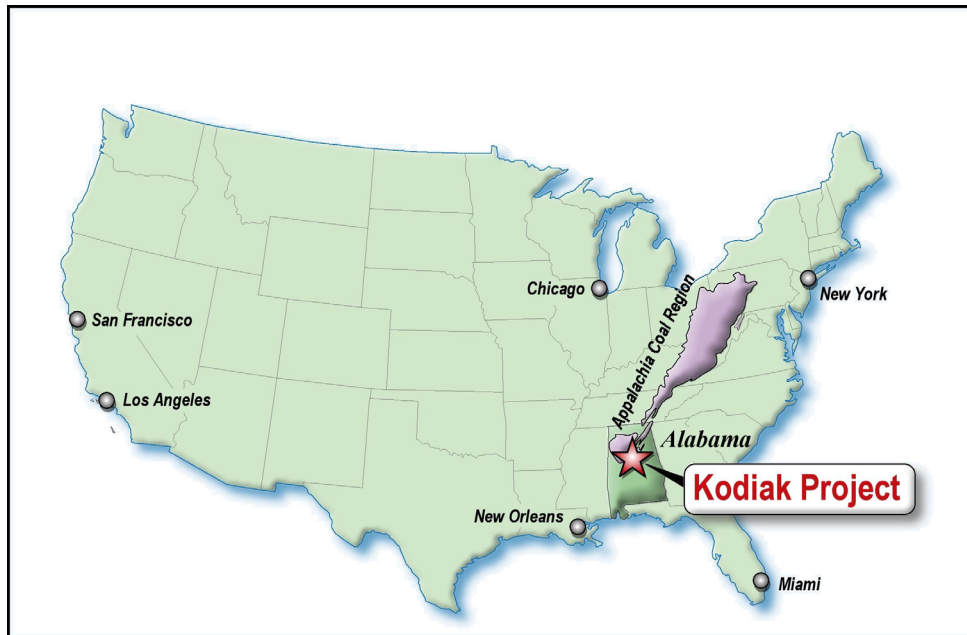 Chicago
New York
San Francisco
Appalachia Coal Region
Los Angeles
Alabama
Kodiak Project
New Orleans
Miami